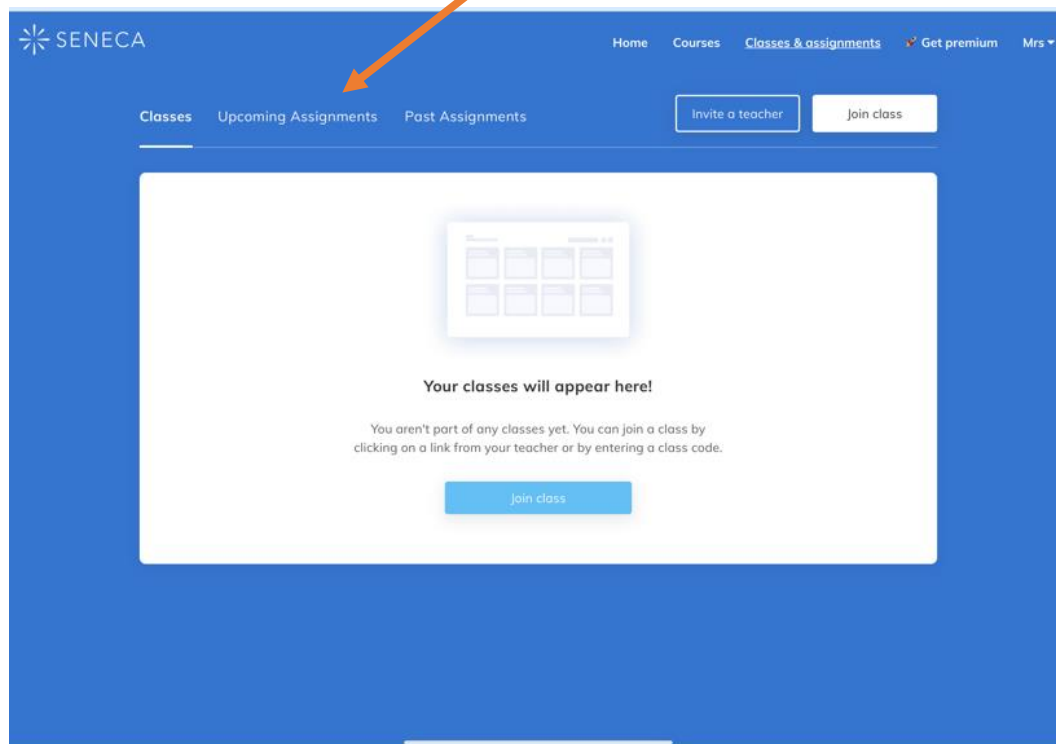 SENECA
Home Courses Classes & assignments Get premium Mrs
Classes Upcoming Assignments Past Assignments Invite a teacher Join class
Your classes will appear here!
You aren't part of any classes yet. You can join a class by
clicking on a link from your teacher or by entering a class code.
Join class